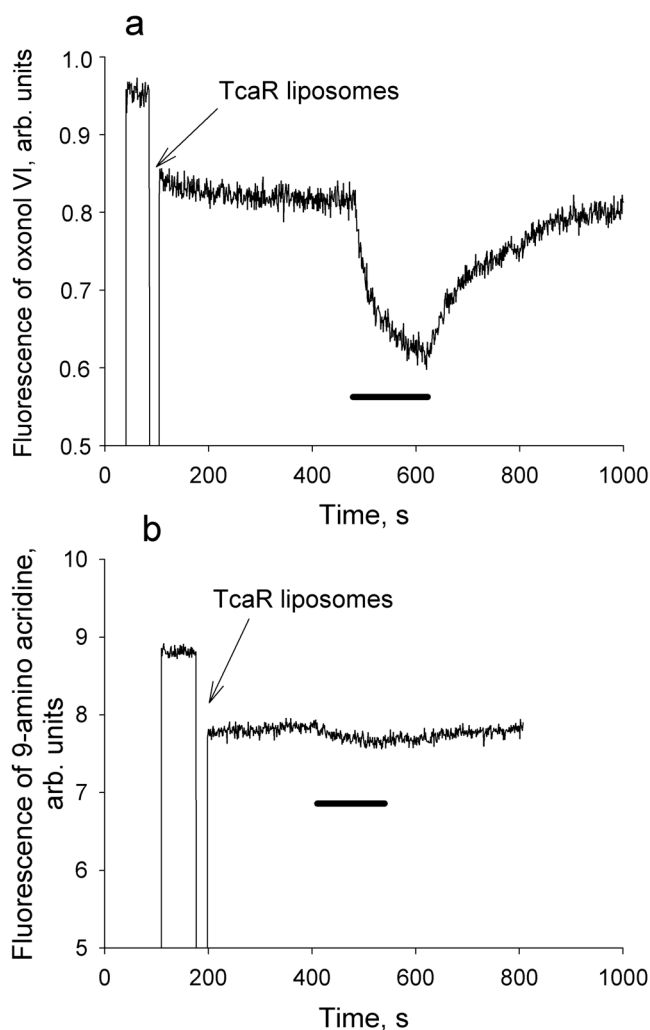 a
Fluorescence of oxonol VI, arb. units
1.0
0.9
0.8
0.7
0.6
0.5
TcaR liposomes
0
200
400
600
800
1000
Time, s
b
Fluorescence of 9-amino acridine,
arb. units
10
9
8
7
6
5
TcaR liposomes
0
200
400
600
800
1000
Time, s